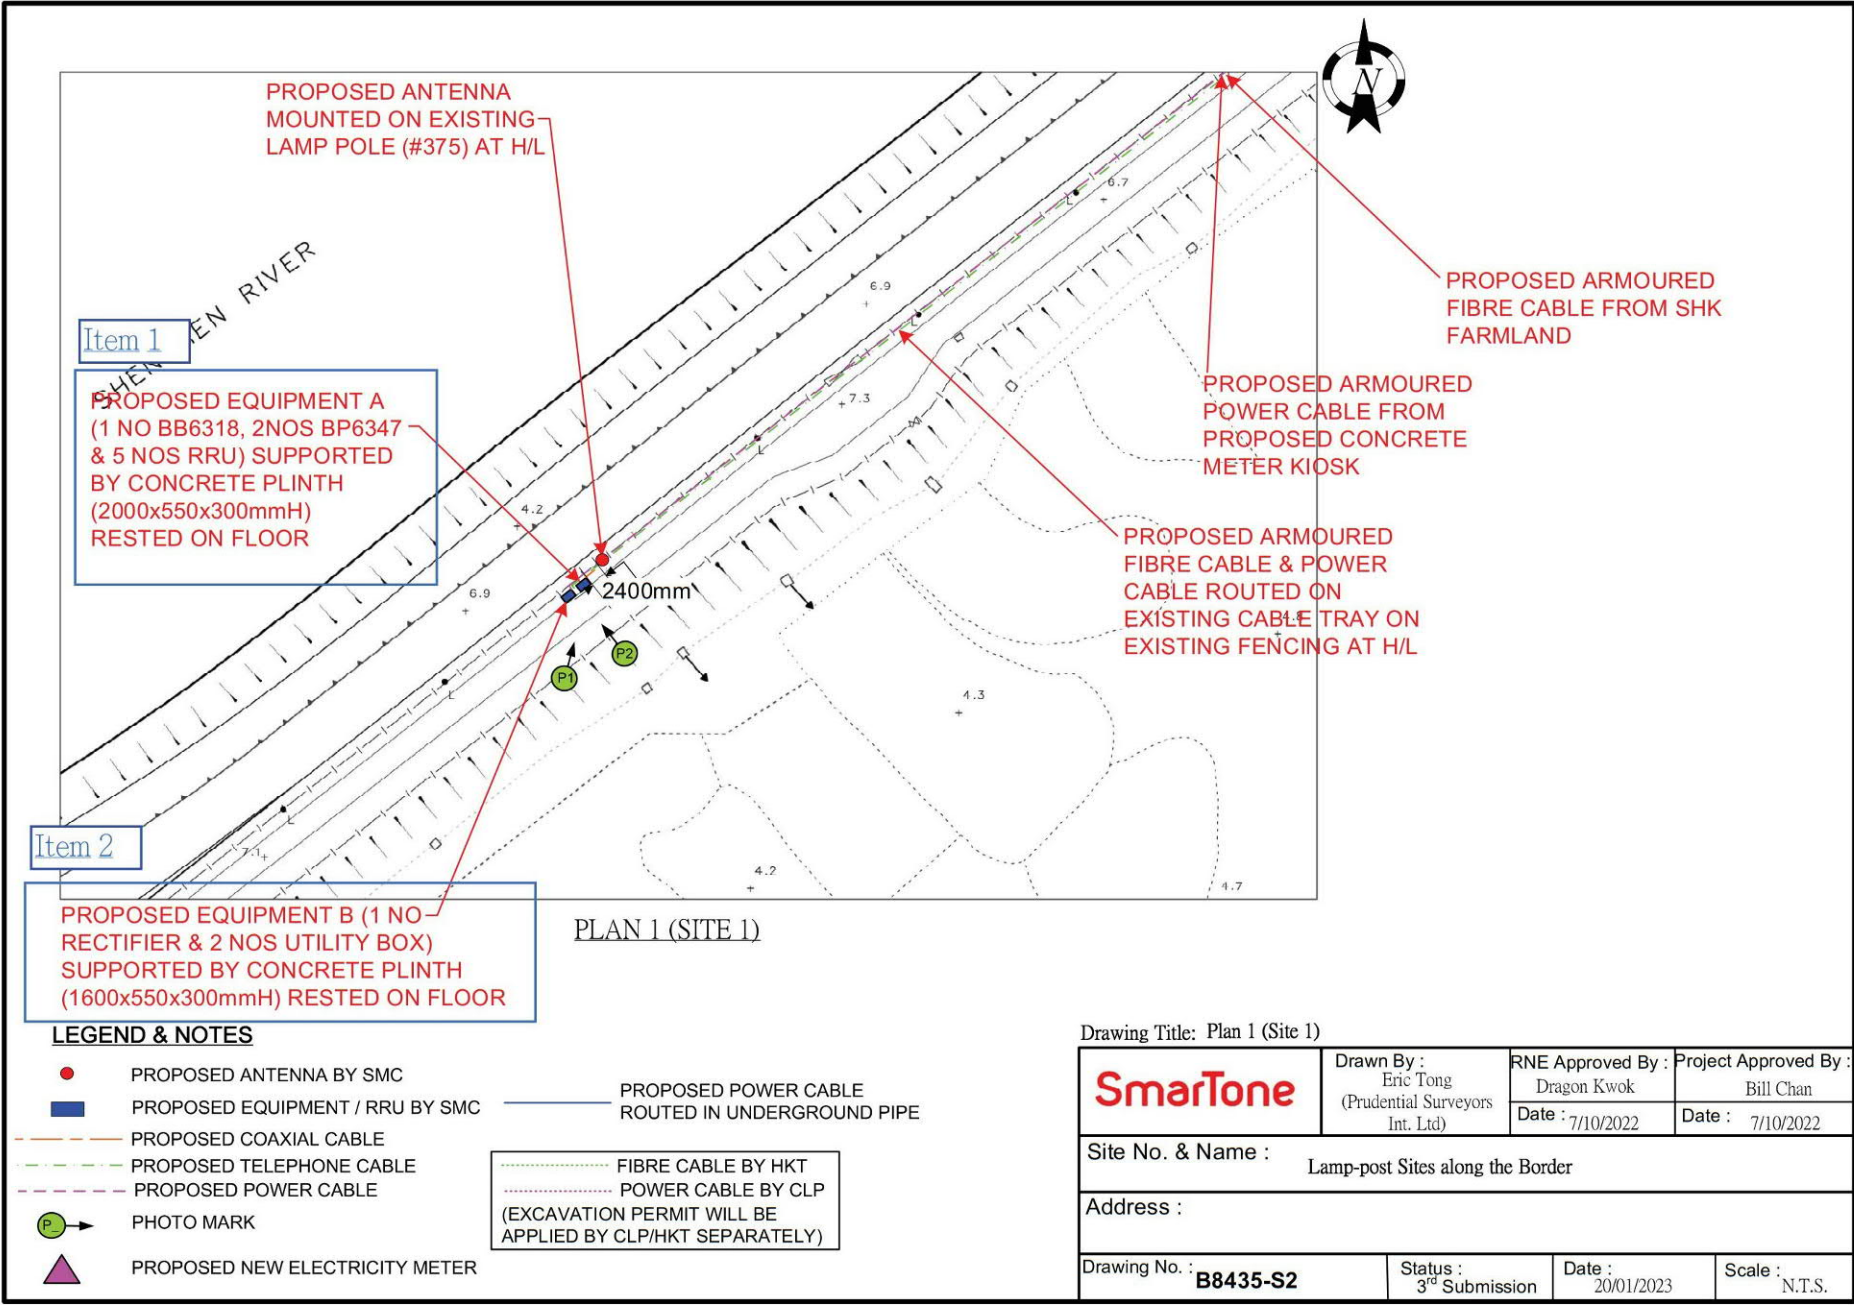 PROPOSED ANTENNA
MOUNTED ON EXISTING
LAMP POLE (#375) AT H/L
N
SHENZHEN RIVER
Item 1
PROPOSED EQUIPMENT A
(1 NO BB6318, 2NOS BP6347
& 5 NOS RRU) SUPPORTED
BY CONCRETE PLINTH
(2000x550x300mmH)
RESTED ON FLOOR
6.7
6.9
7.3
4.2
6.9
2400mm
P1
P2
PROPOSED ARMOURED
FIBRE CABLE FROM SHK
FARMLAND
PROPOSED ARMOURED
POWER CABLE FROM
PROPOSED CONCRETE
METER KIOSK
PROPOSED ARMOURED
FIBRE CABLE & POWER
CABLE ROUTED ON
EXISTING CABLE TRAY ON
EXISTING FENCING AT H/L
L
L
L
L
L
4.3
7.1
4.2
4.7
Item 2
PROPOSED EQUIPMENT B (1 NO
RECTIFIER & 2 NOS UTILITY BOX)
SUPPORTED BY CONCRETE PLINTH
(1600x550x300mmH) RESTED ON FLOOR
PLAN 1 (SITE 1)
LEGEND & NOTES
PROPOSED ANTENNA BY SMC
PROPOSED EQUIPMENT / RRU BY SMC
PROPOSED COAXIAL CABLE
PROPOSED TELEPHONE CABLE
PROPOSED POWER CABLE
P_
PHOTO MARK
PROPOSED NEW ELECTRICITY METER
PROPOSED POWER CABLE
ROUTED IN UNDERGROUND PIPE
FIBRE CABLE BY HKT
POWER CABLE BY CLP
(EXCAVATION PERMIT WILL BE
APPLIED BY CLP/HKT SEPARATELY)
Drawing Title: Plan 1 (Site 1)
SmarTone
Drawn By :
Eric Tong
(Prudential Surveyors
Int. Ltd)
RNE Approved By :
Dragon Kwok
Date : 7/10/2022
Project Approved By :
Bill Chan
Date : 7/10/2022
Site No. & Name :
Lamp-post Sites along the Border
Address :
Drawing No. : B8435-S2
Status :
3rd Submission
Date :
20/01/2023
Scale :
N.T.S.